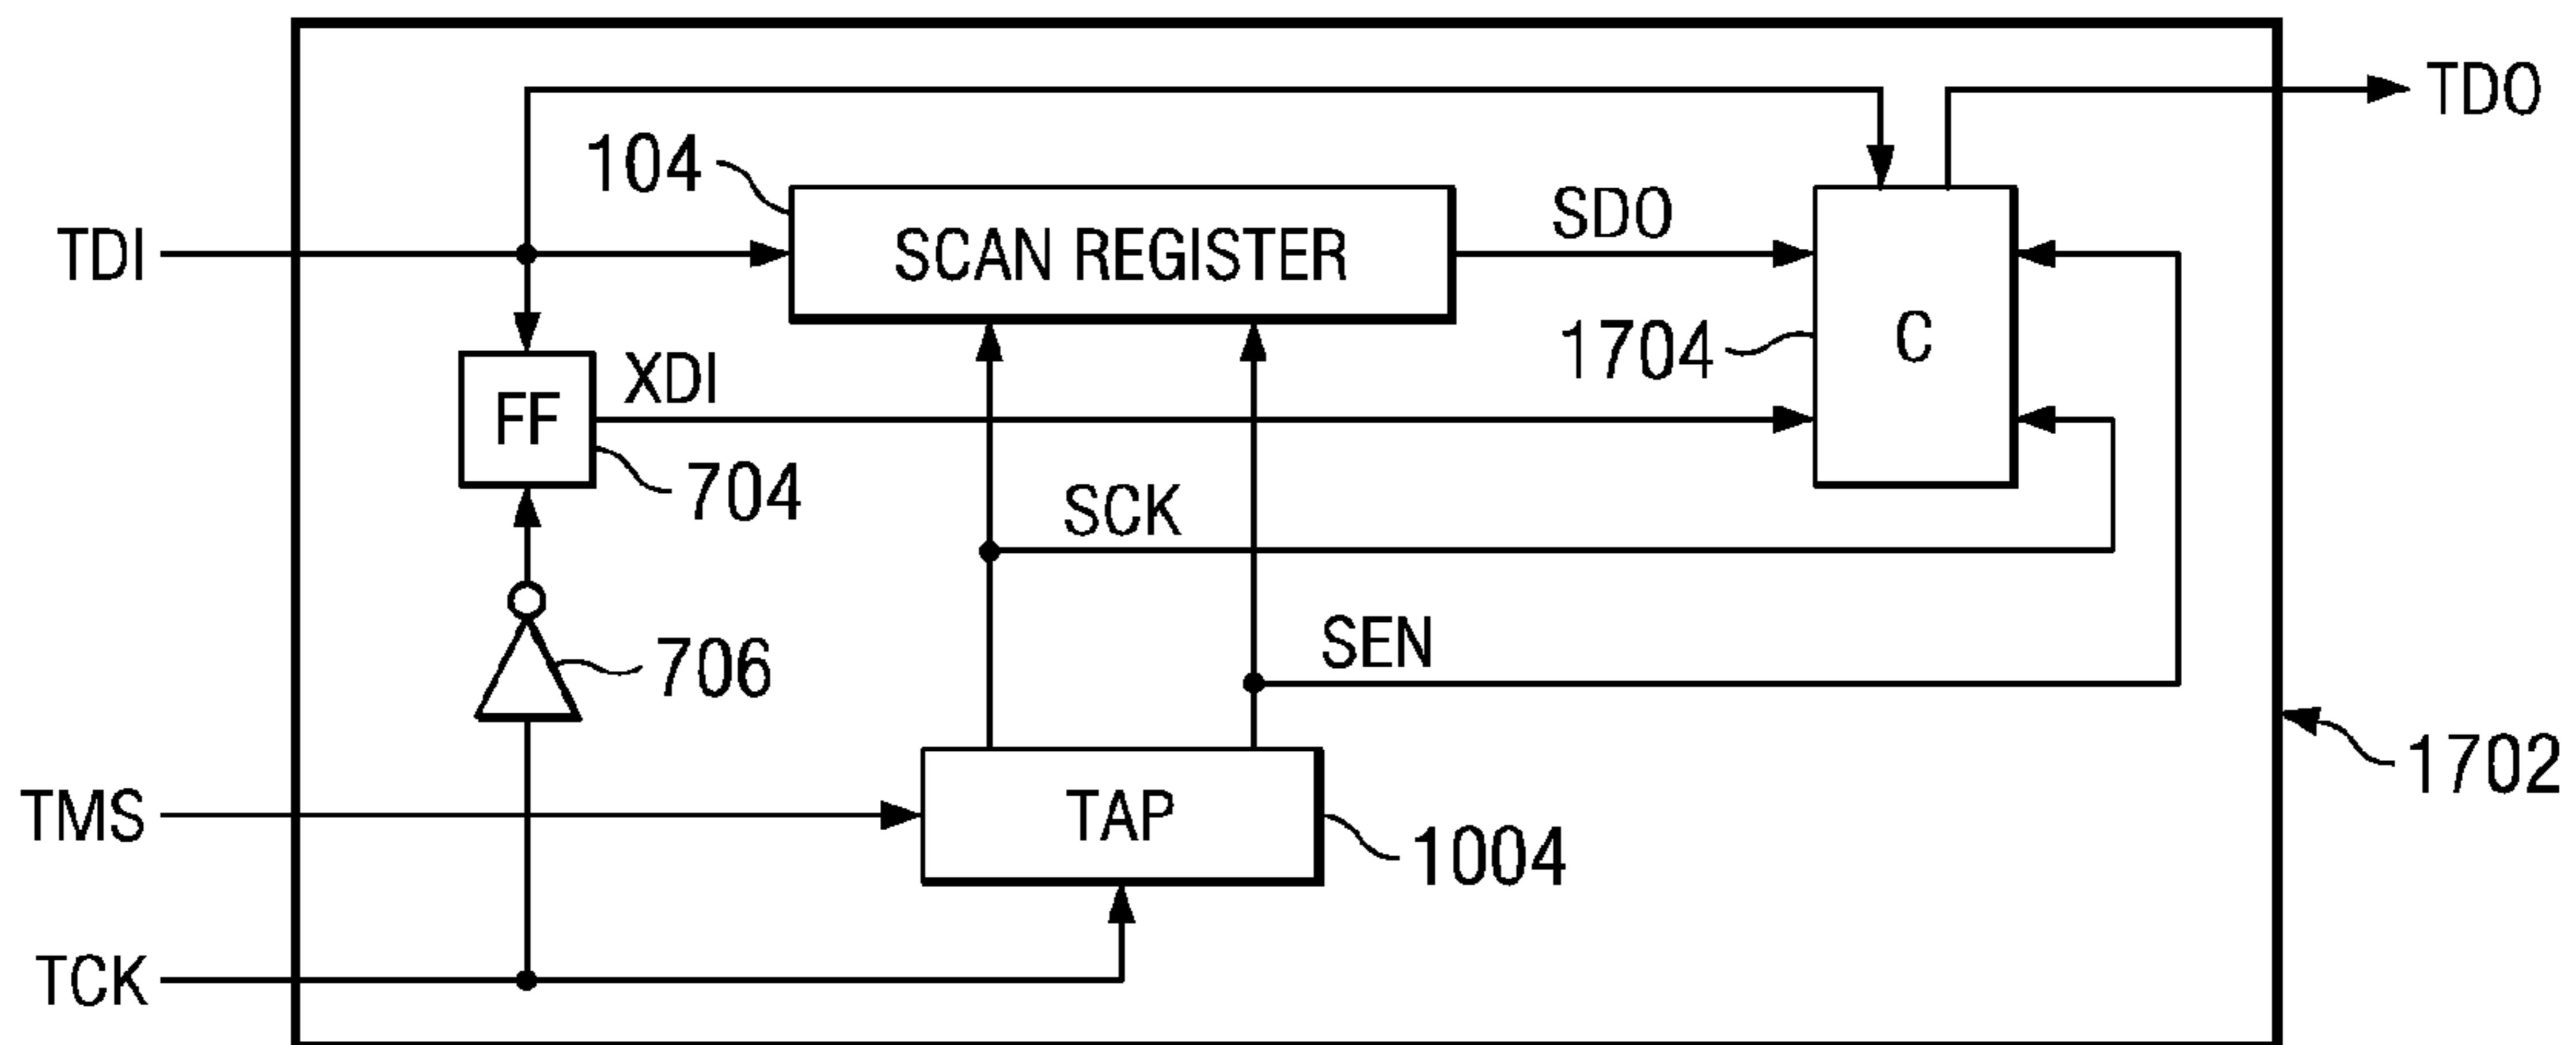 TDO
104
TDI
SCAN REGISTER
SDO
1704
C
XDI
FF
704
SCK
SEN
706
1702
TMS
TAP
1004
TCK